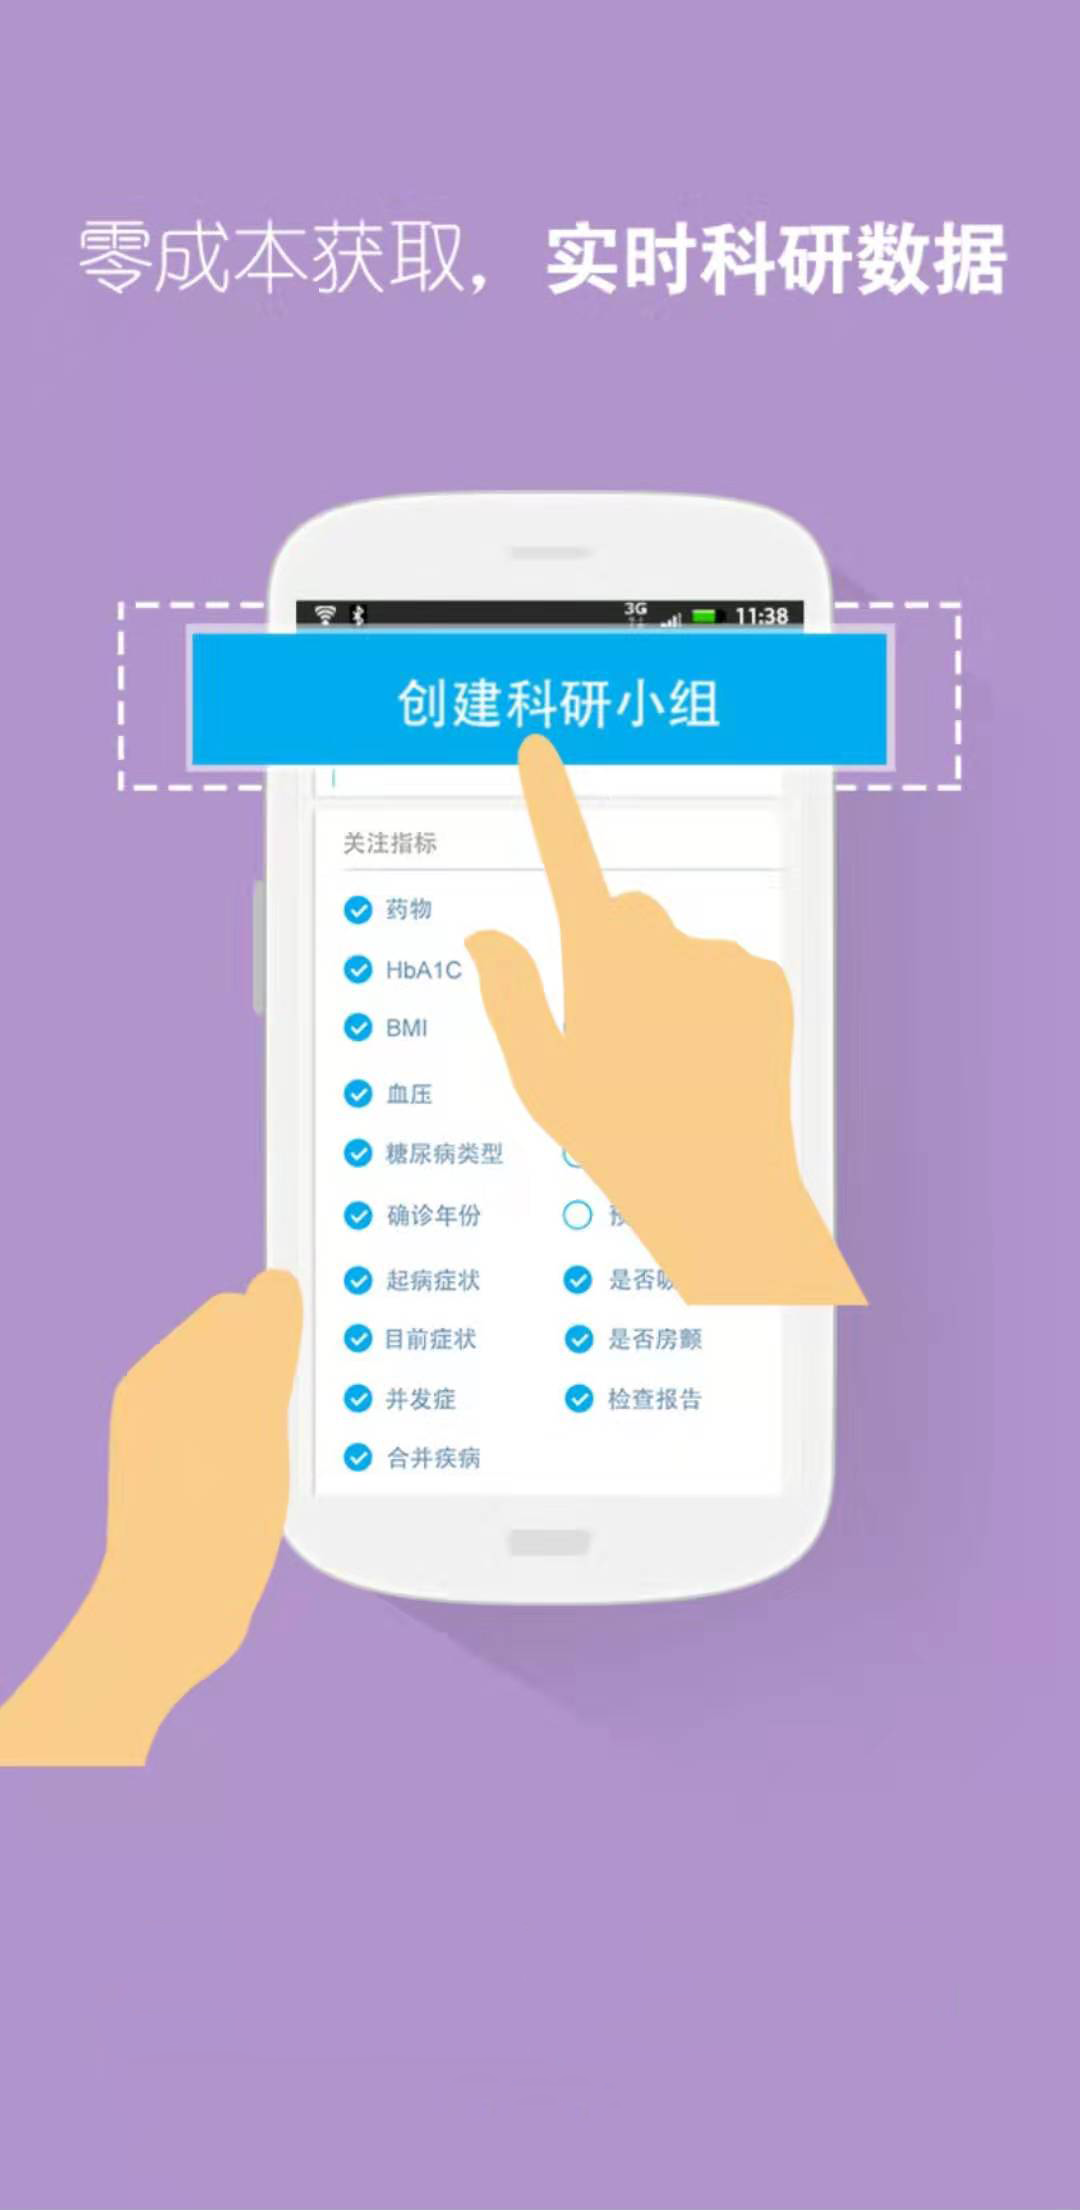 零成本获取，实时科研数据
3G 11:38
创建科研小组
关注指标
药物
HbA1C
BMI
血压
糖尿病类型
确诊年份
起病症状 是否
目前症状 是否房颤
并发症 检查报告
合并疾病